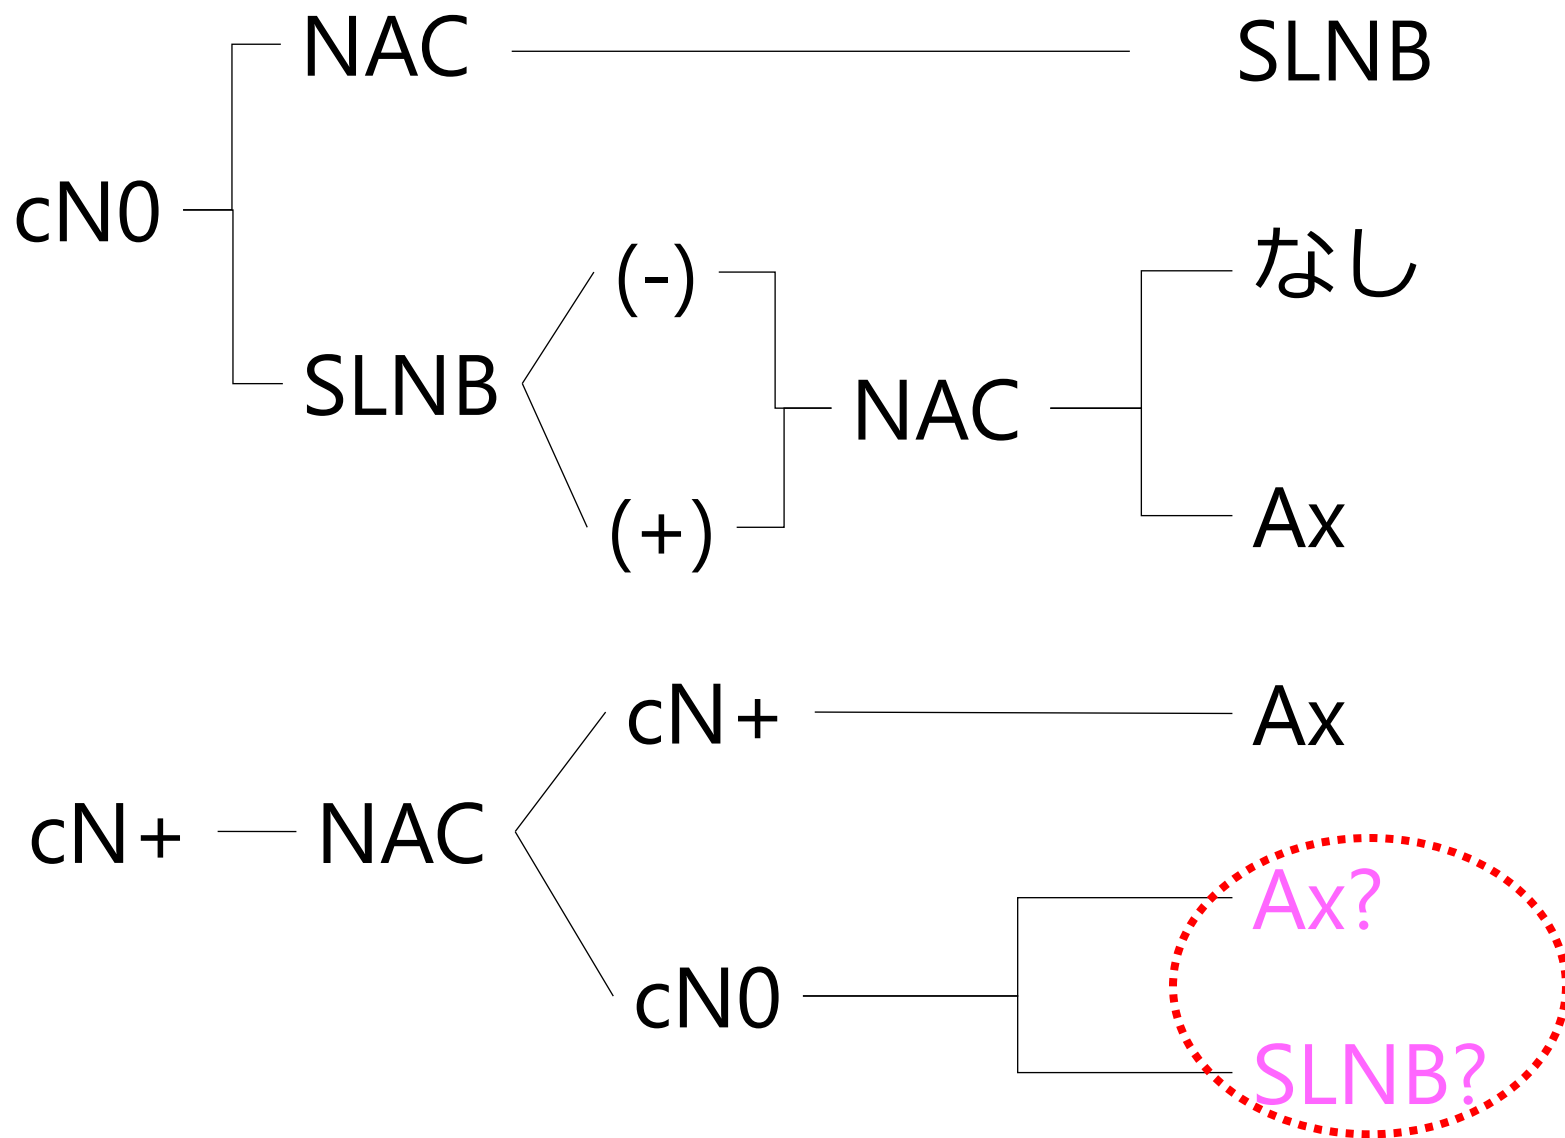 NAC
SLNB
cN0
SLNB
(-)
(+)
NAC
なし
Ax
cN+
NAC
cN+
Ax
cN0
Ax?
SLNB?